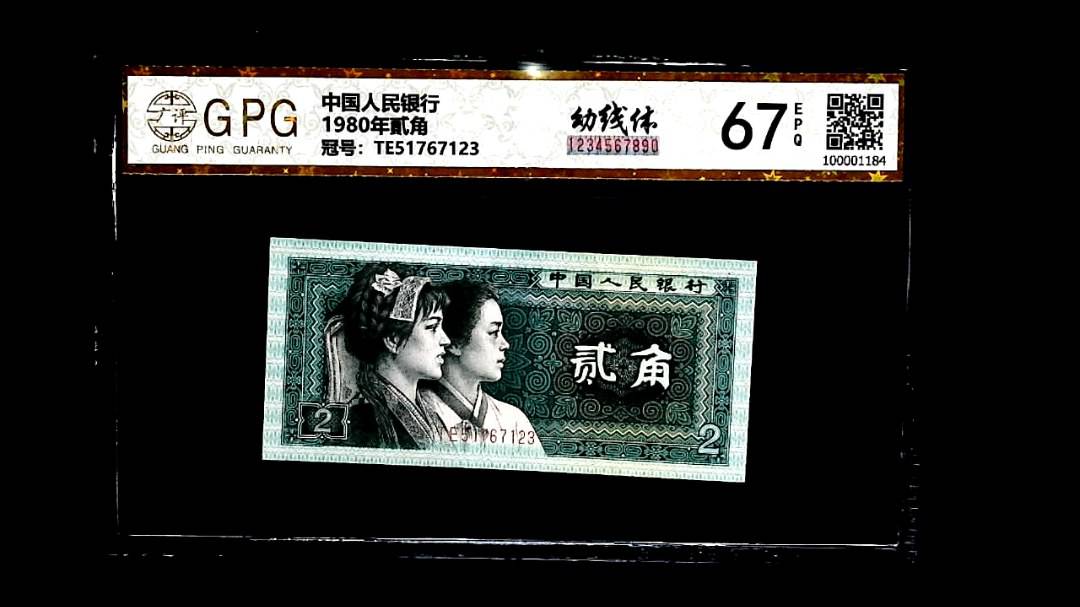 广评
GPG
GUANG PING GUARANTY
中国人民银行
1980年贰角
冠号：TE51767123
幼线体
1234567890
67
EPQ
100001184
中国人民银行
贰角
2
TE51767123
2